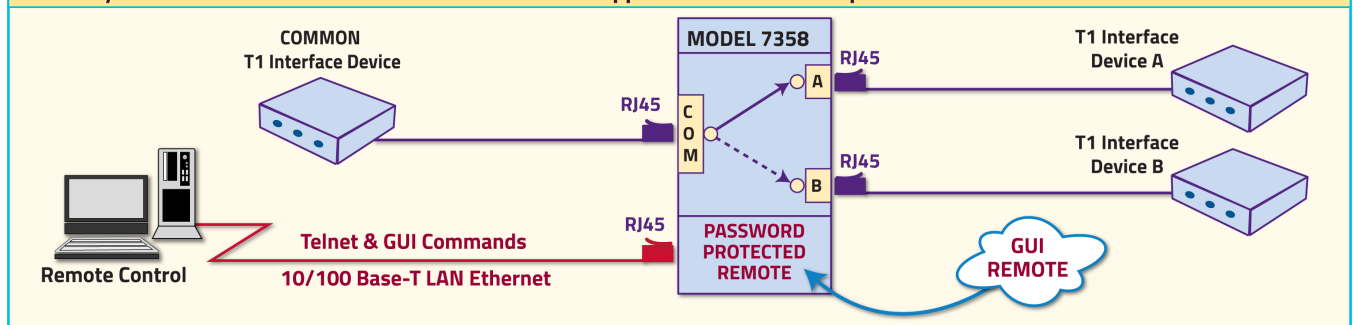 COMMON
T1 Interface Device
MODEL 7358
RJ45
T1 Interface
Device A
A
RJ45
C
O
M
RJ45
T1 Interface
Device B
B
RJ45
PASSWORD
PROTECTED
REMOTE
Telnet & GUI Commands
10/100 Base-T LAN Ethernet
Remote Control
GUI
REMOTE